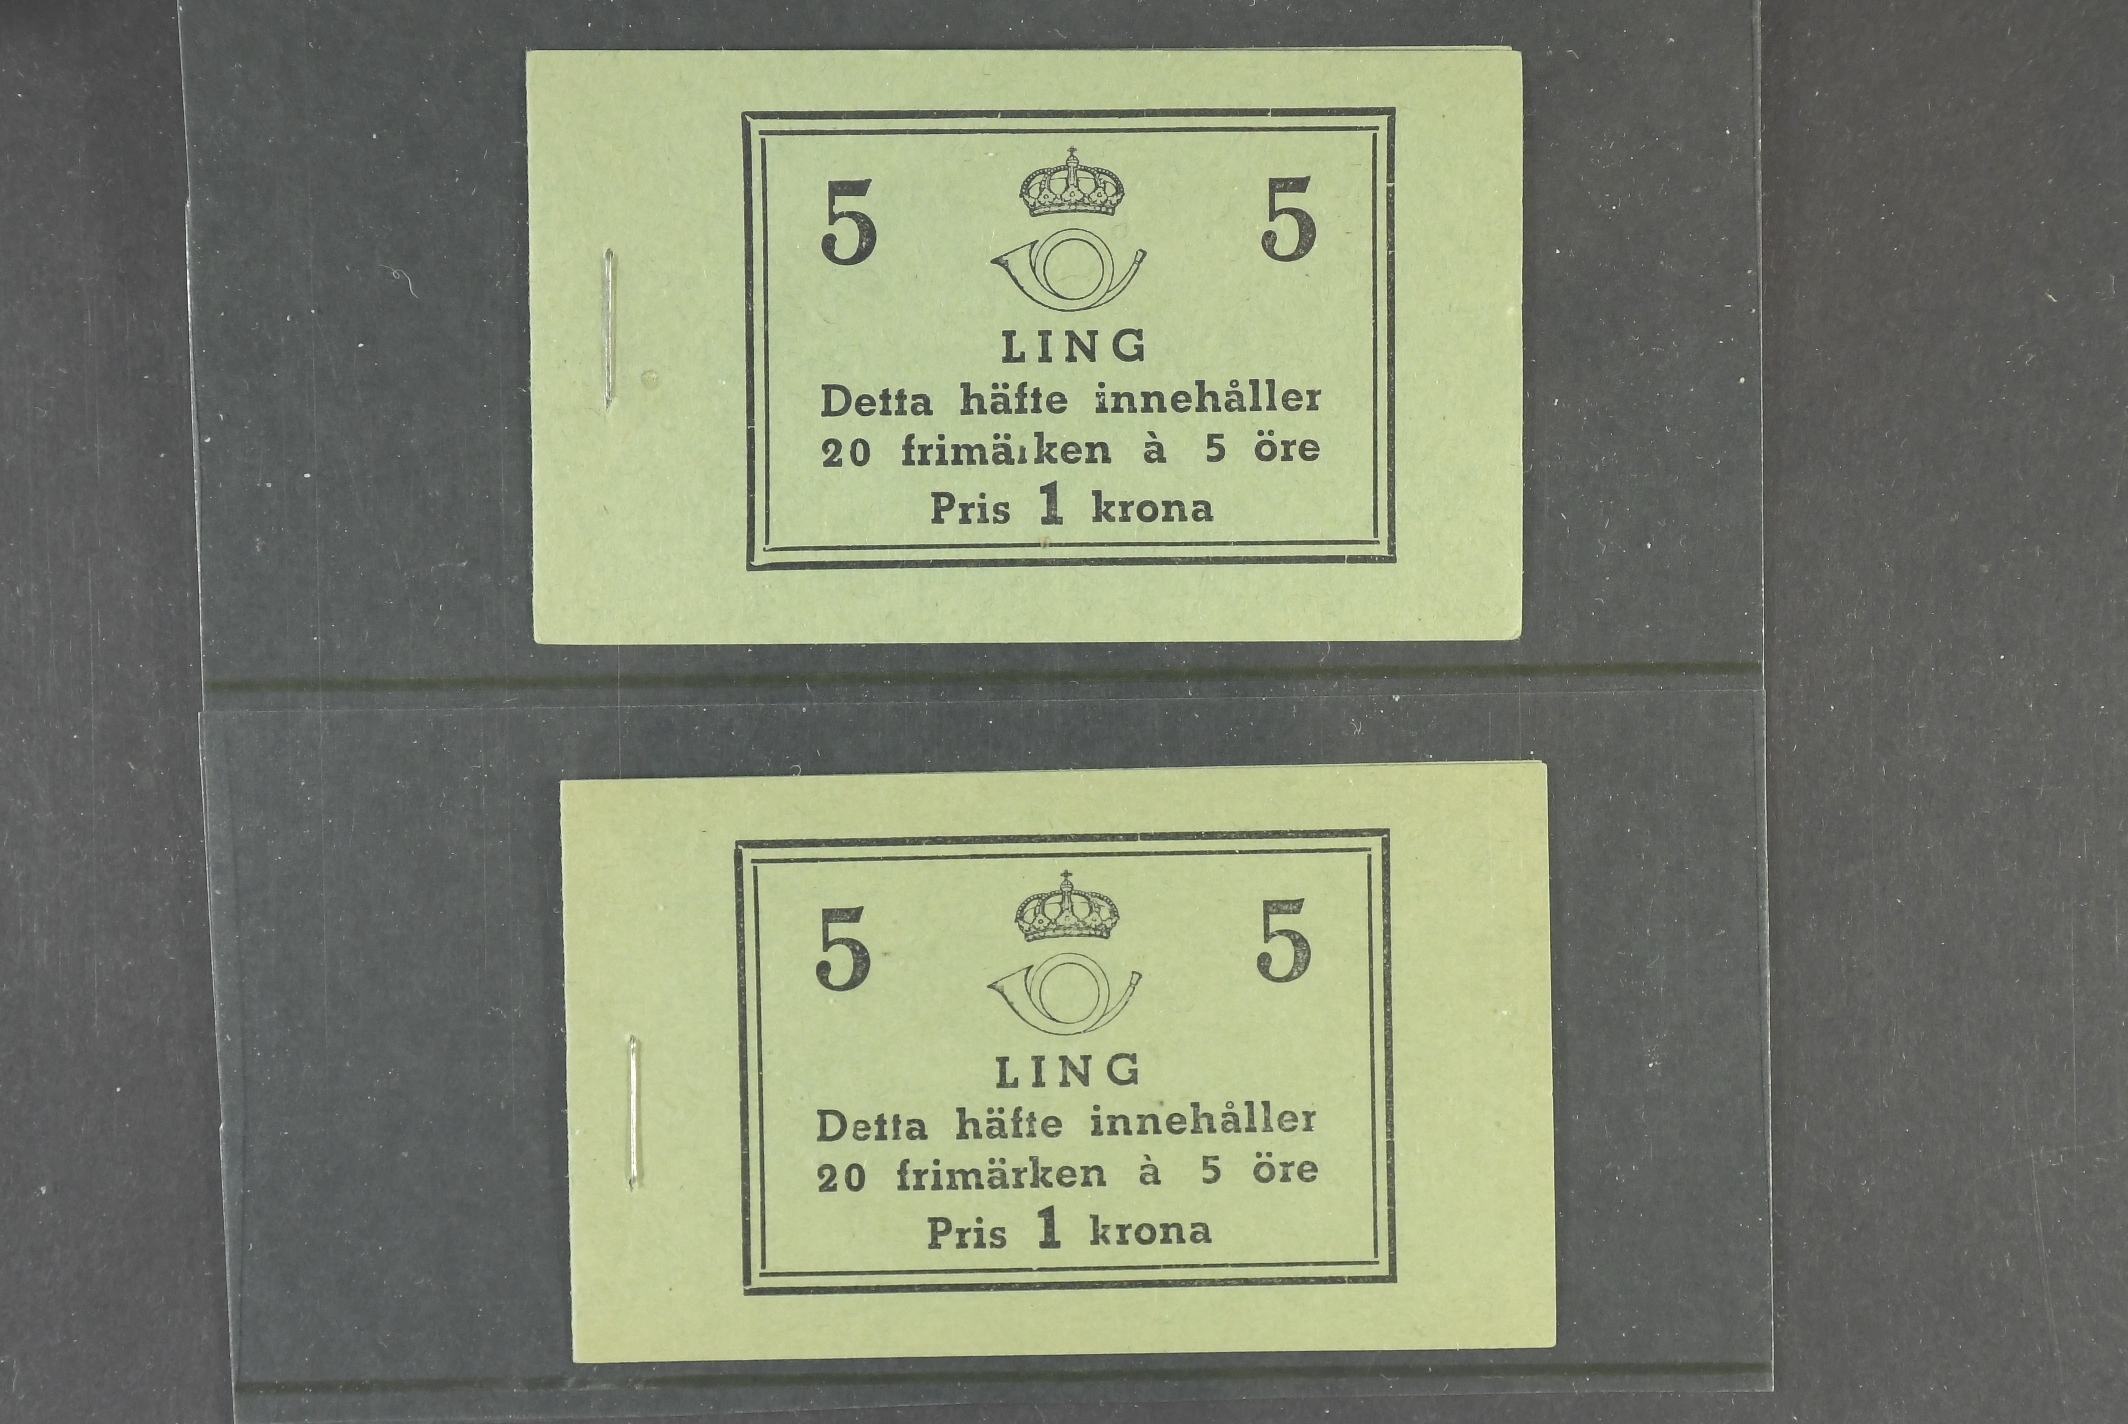 5 5
LING
Detta häfte innehåller
20 frimärken à 5 öre
Pris 1 krona
5 5
LING
Detta häfte innehåller
20 frimärken à 5 öre
Pris 1 krona